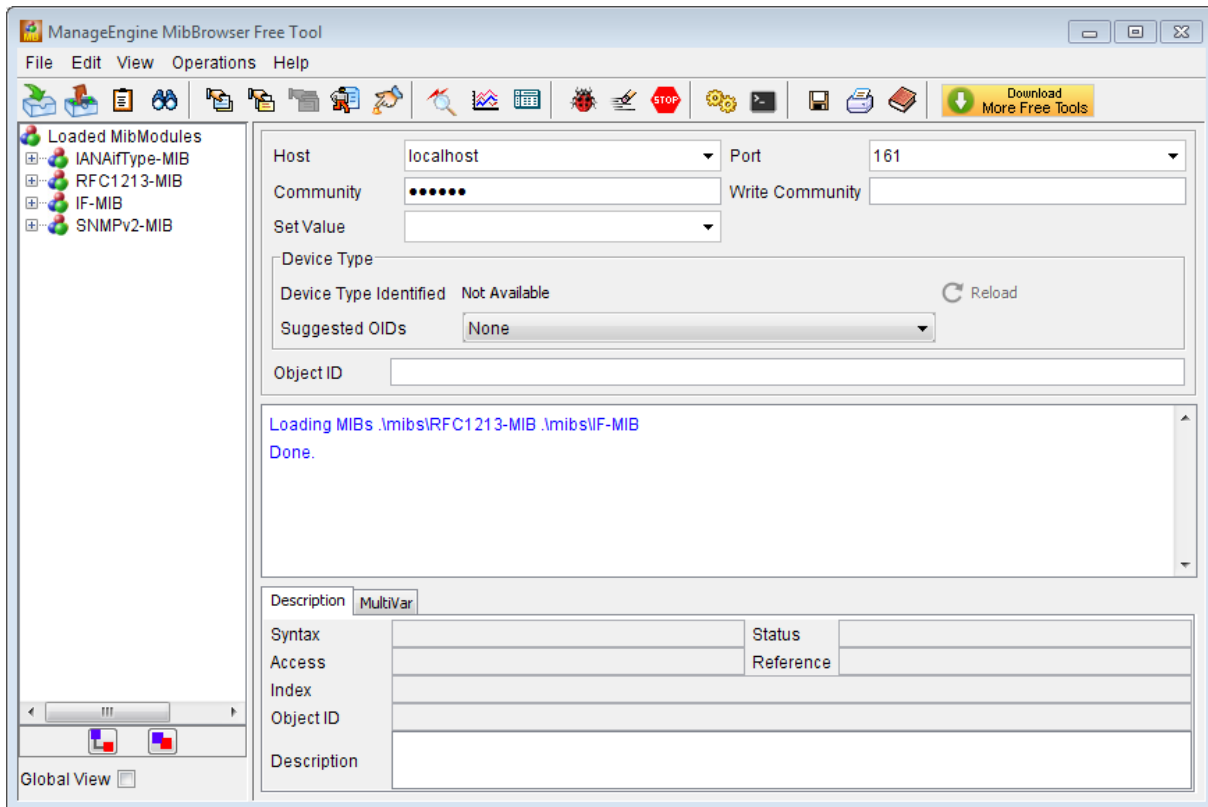 ManageEngine MibBrowser Free Tool
File Edit View Operations Help
STOP
Download
More Free Tools
Loaded MibModules
IANAifType-MIB
RFC1213-MIB
IF-MIB
SNMPv2-MIB
Global View
Host localhost Port 161
Community •••••• Write Community
Set Value
Device Type
Device Type Identified Not Available Reload
Suggested OIDs None
Object ID
Loading MIBs .\mibs\RFC1213-MIB .\mibs\IF-MIB
Done.
Description MultiVar
Syntax Status
Access Reference
Index
Object ID
Description